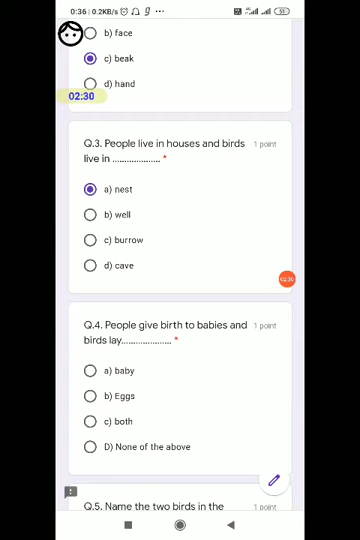 0:36 | 0.2KB/s g ... 55
b) face
c) beak
d) hand
02:30
Q.3. People live in houses and birds 1 point
live in .................... *
a) nest
b) well
c) burrow
d) cave
02:30
Q.4. People give birth to babies and 1 point
birds lay..................... *
a) baby
b) Eggs
c) both
D) None of the above
Q.5. Name the two birds in the 1 point